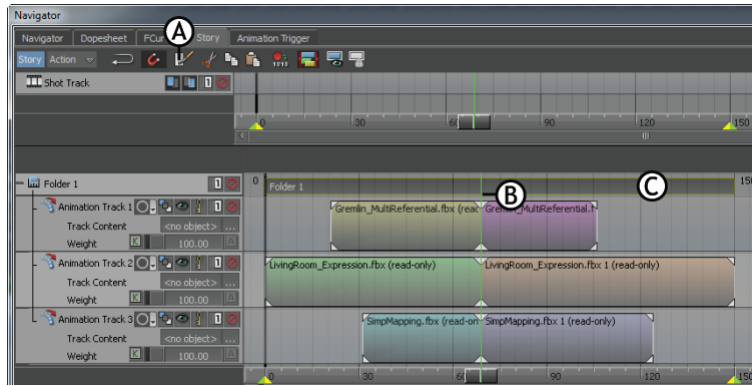 Navigator
Navigator Dopesheet FCur Story Animation Trigger
A
Story Action
Shot Track 1
0 30 60 90 120 150
Folder 1 1 0 Folder 1 C 150
B
Animation Track 1 1 Gremlin_MultiReferential.fbx (reac Gremlin_MultiReferential.f
Track Content <no object> ...
Weight K 100.00 A
Animation Track 2 1 LivingRoom_Expression.fbx (read-only) LivingRoom_Expression.fbx 1 (read-only)
Track Content <no object> ...
Weight K 100.00 A
Animation Track 3 1 SimpMapping.fbx (read-on SimpMapping.fbx 1 (read-only)
Track Content <no object> ...
Weight K 100.00 A
0 30 60 90 120 150